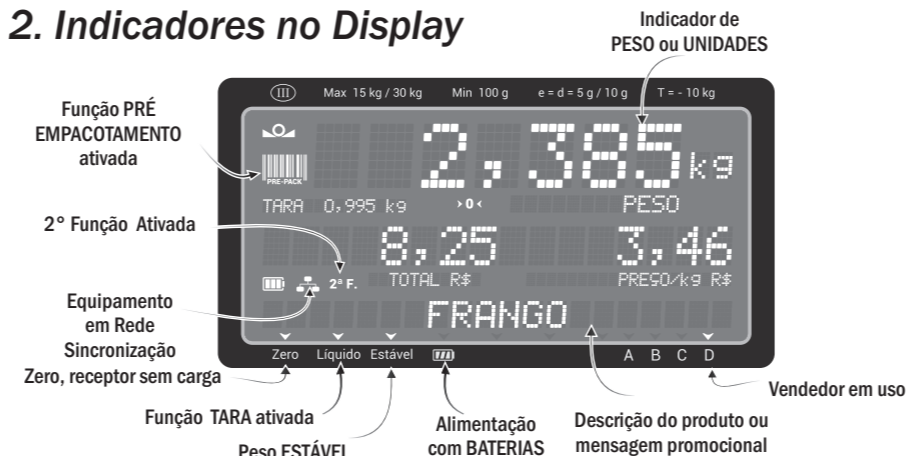 2. Indicadores no Display
Indicador de
PESO ou UNIDADES
Função PRÉ
EMPACOTAMENTO
ativada
2° Função Ativada
Equipamento
em Rede
Sincronização
Zero, receptor sem carga
Função TARA ativada
Peso ESTÁVEL
Alimentação
com BATERIAS
Descrição do produto ou
mensagem promocional
Vendedor em uso
III Max 15 kg / 30 kg Min 100 g e = d = 5 g / 10 g T = - 10 kg
2,385 kg
PRE-PACK
TARA 0,995 kg >0< PESO
8,25 3,46
2ª F. TOTAL R$ PREÇO/kg R$
FRANGO
Zero Líquido Estável A B C D